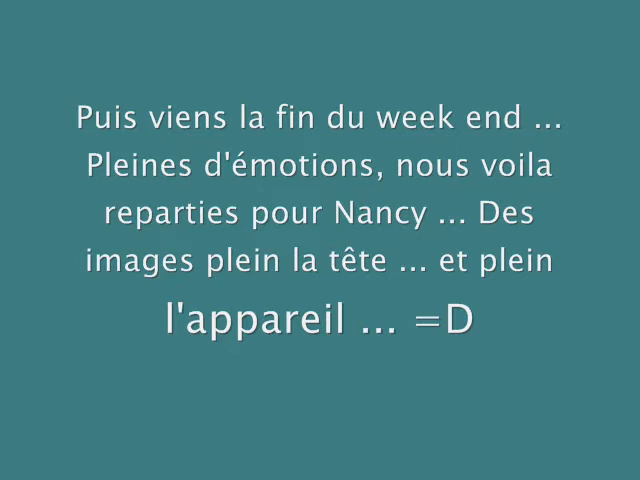 Puis viens la fin du week end ...
Pleines d'émotions, nous voila
reparties pour Nancy ... Des
images plein la tête ... et plein
l'appareil ... =D